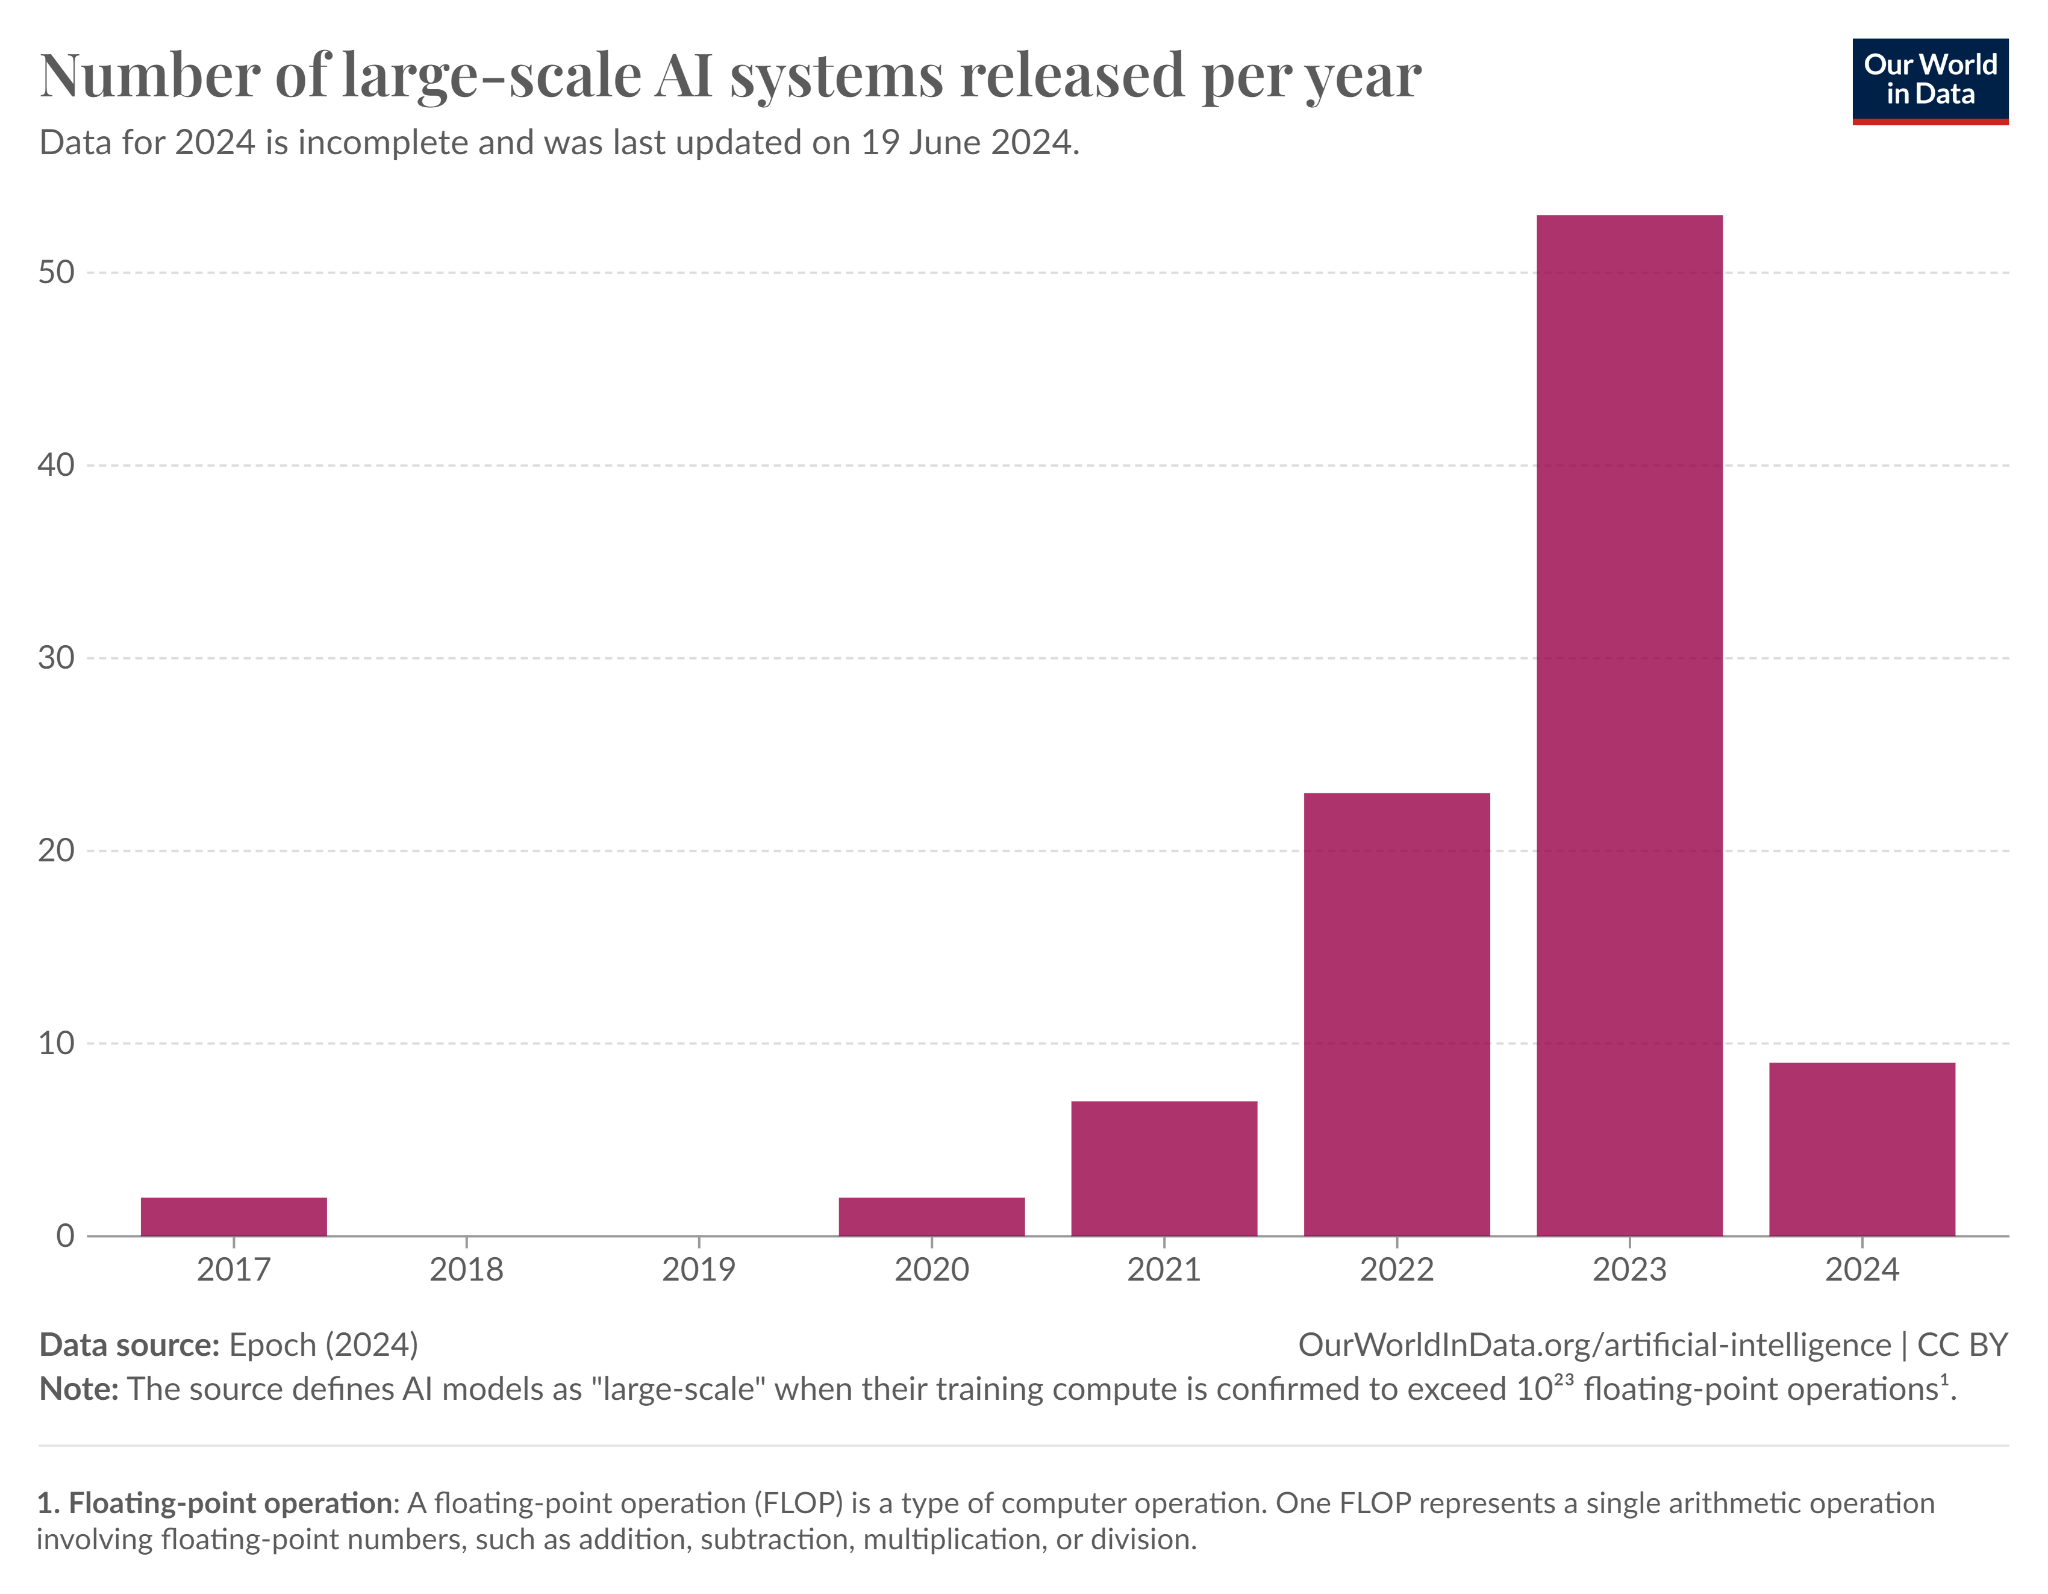 Number of large-scale AI systems released per year
Our World
in Data
Data for 2024 is incomplete and was last updated on 19 June 2024.
50
40
30
20
10
0
2017 2018 2019 2020 2021 2022 2023 2024
Data source: Epoch (2024)
OurWorldInData.org/artificial-intelligence | CC BY
Note: The source defines AI models as "large-scale" when their training compute is confirmed to exceed 10²³ floating-point operations¹.
1. Floating-point operation: A floating-point operation (FLOP) is a type of computer operation. One FLOP represents a single arithmetic operation
involving floating-point numbers, such as addition, subtraction, multiplication, or division.